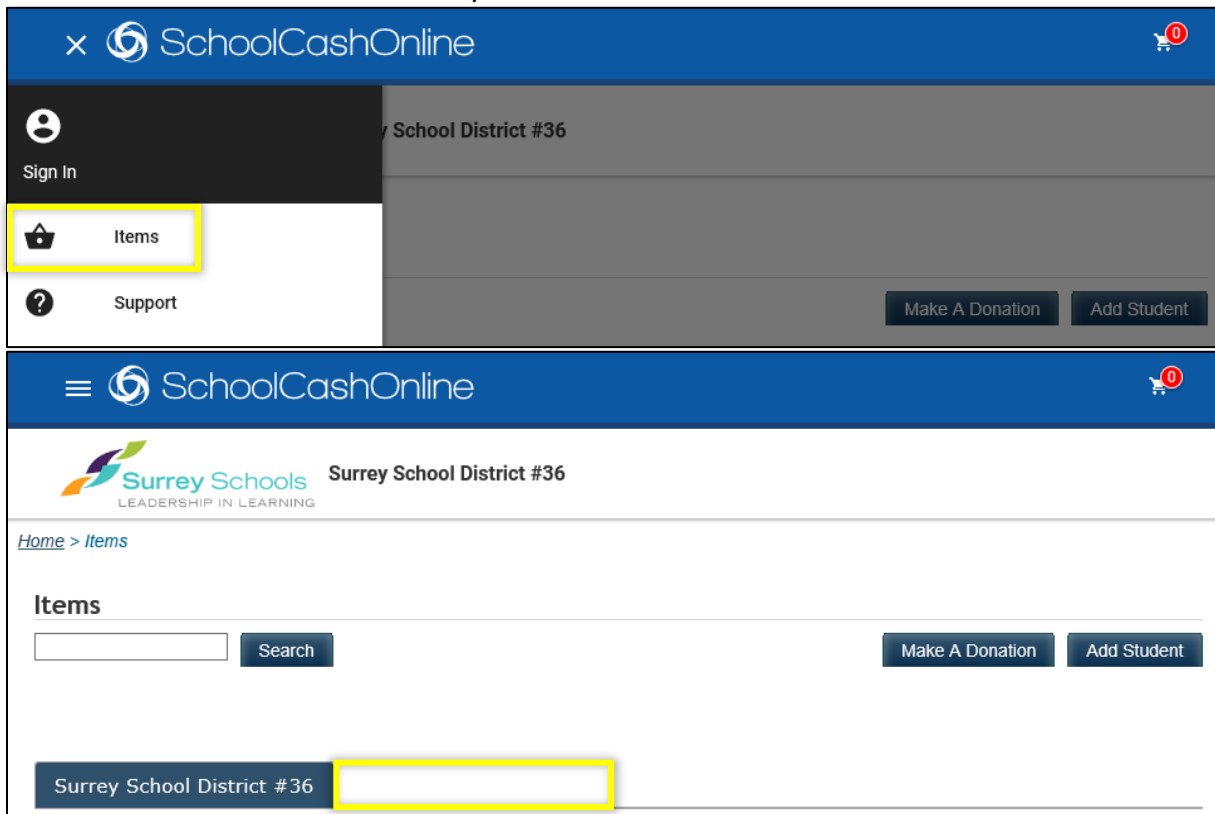 SchoolCashOnline
0
School District #36
Sign In
Items
Support
Make A Donation Add Student
SchoolCashOnline
0
Surrey Schools
LEADERSHIP IN LEARNING
Surrey School District #36
Home > Items
Items
Search
Make A Donation Add Student
Surrey School District #36